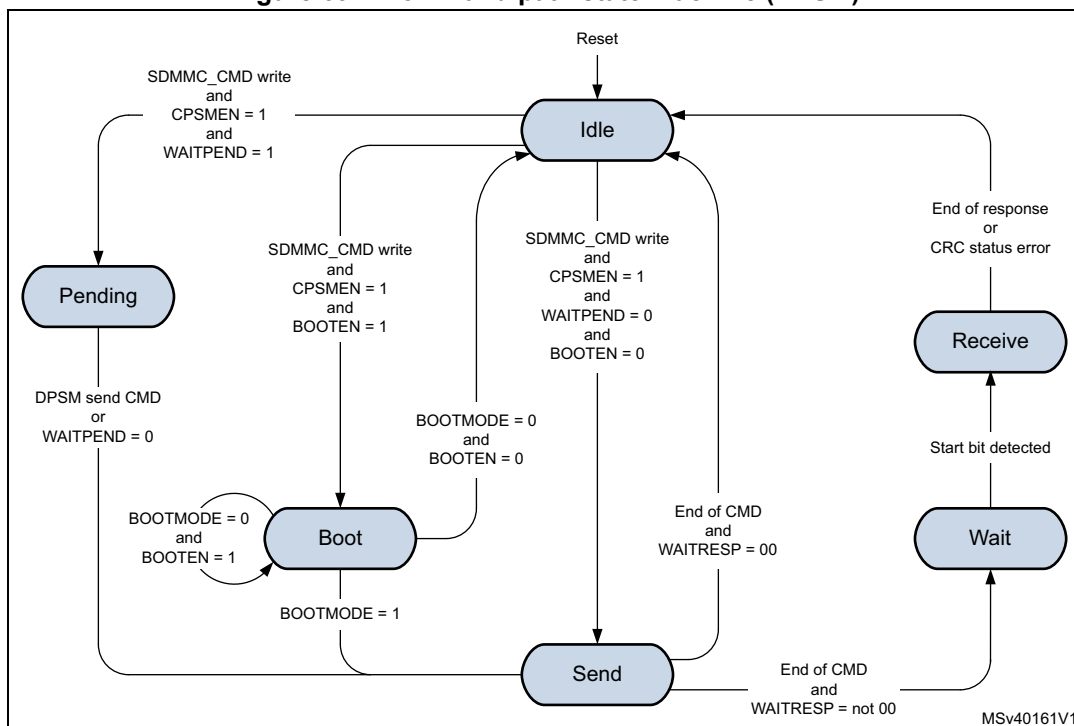 Reset
SDMMC_CMD write
and
CPSMEN = 1
and
WAITPEND = 1
Idle
SDMMC_CMD write
and
CPSMEN = 1
and
BOOTEN = 1
SDMMC_CMD write
and
CPSMEN = 1
and
WAITPEND = 0
and
BOOTEN = 0
End of response
or
CRC status error
Pending
Receive
DPSM send CMD
or
WAITPEND = 0
BOOTMODE = 0
and
BOOTEN = 0
Start bit detected
BOOTMODE = 0
and
BOOTEN = 1
Boot
End of CMD
and
WAITRESP = 00
Wait
BOOTMODE = 1
Send
End of CMD
and
WAITRESP = not 00
MSv40161V1